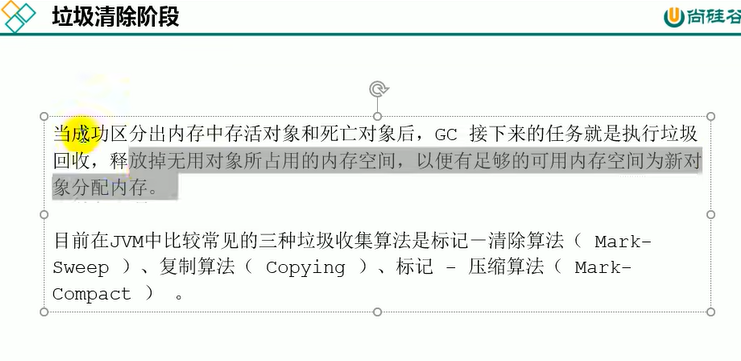 垃圾清除阶段
尚硅谷
当成功区分出内存中存活对象和死亡对象后，GC 接下来的任务就是执行垃圾
回收，释放掉无用对象所占用的内存空间，以便有足够的可用内存空间为新对
象分配内存。
目前在JVM中比较常见的三种垃圾收集算法是标记一清除算法（ Mark-
Sweep ）、复制算法（ Copying ）、标记 - 压缩算法（ Mark-
Compact ） 。